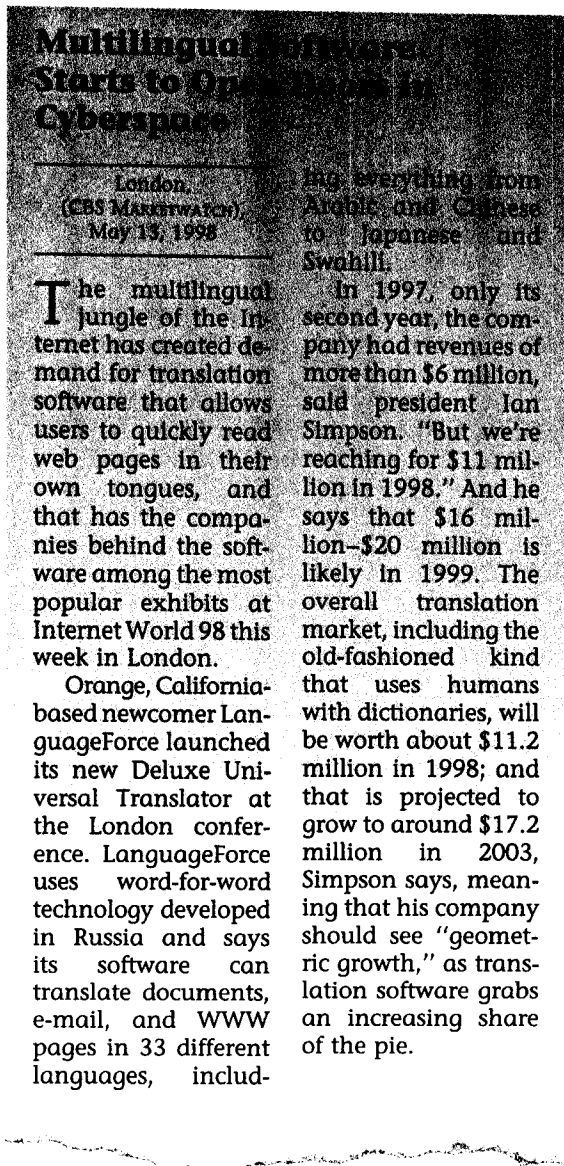 Multilingual Software
Starts to Open Doors in
Cyberspace
London,
(CBS MARKETWATCH),
May 13, 1998
The multilingual
jungle of the In-
ternet has created de-
mand for translation
software that allows
users to quickly read
web pages in their
own tongues, and
that has the compa-
nies behind the soft-
ware among the most
popular exhibits at
Internet World 98 this
week in London.
Orange, California-
based newcomer Lan-
guageForce launched
its new Deluxe Uni-
versal Translator at
the London confer-
ence. LanguageForce
uses word-for-word
technology developed
in Russia and says
its software can
translate documents,
e-mail, and WWW
pages in 33 different
languages, includ-
ing everything from
Arabic and Chinese
to Japanese and
Swahili.
In 1997, only its
second year, the com-
pany had revenues of
more than $6 million,
said president Ian
Simpson. "But we're
reaching for $11 mil-
lion in 1998." And he
says that $16 mil-
lion–$20 million is
likely in 1999. The
overall translation
market, including the
old-fashioned kind
that uses humans
with dictionaries, will
be worth about $11.2
million in 1998; and
that is projected to
grow to around $17.2
million in 2003,
Simpson says, mean-
ing that his company
should see "geomet-
ric growth," as trans-
lation software grabs
an increasing share
of the pie.